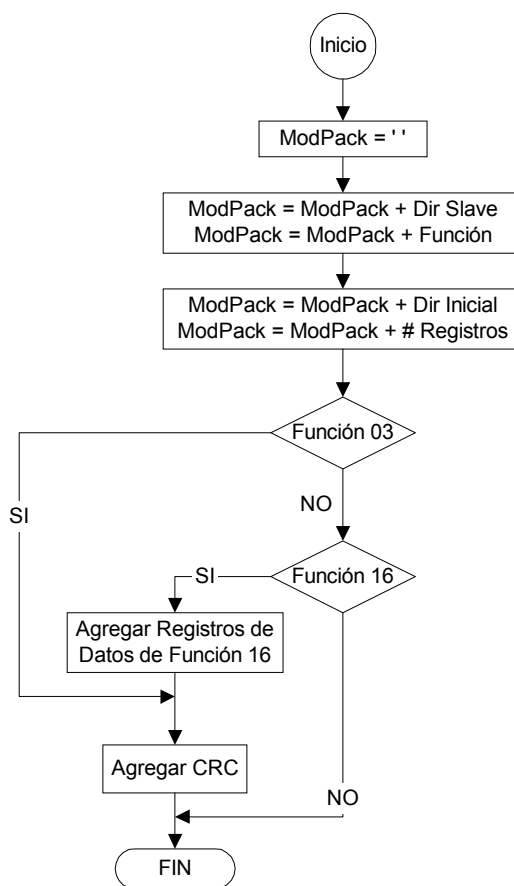 Inicio
ModPack = ' '
ModPack = ModPack + Dir Slave
ModPack = ModPack + Función
ModPack = ModPack + Dir Inicial
ModPack = ModPack + # Registros
Función 03
SI
NO
Función 16
SI
Agregar Registros de
Datos de Función 16
Agregar CRC
NO
FIN